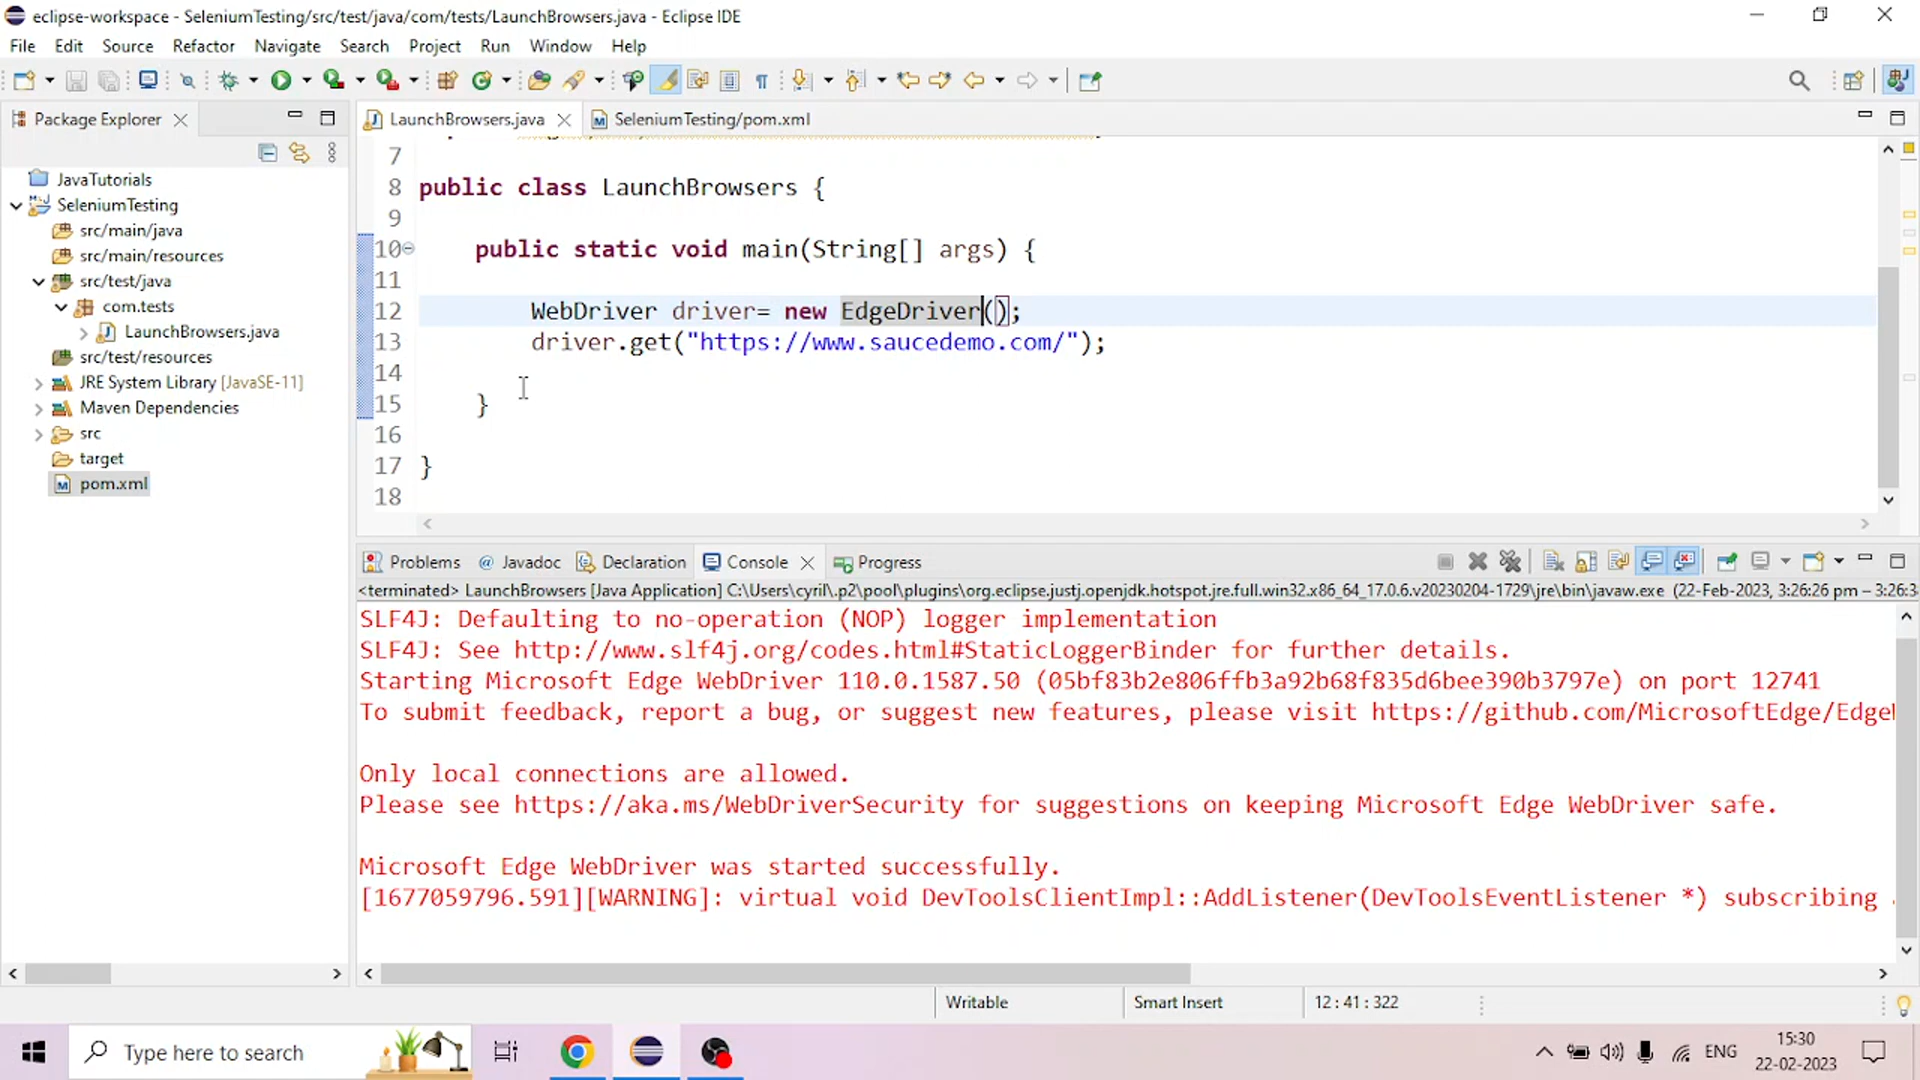 eclipse-workspace - SeleniumTesting/src/test/java/com/tests/LaunchBrowsers.java - Eclipse IDE
File Edit Source Refactor Navigate Search Project Run Window Help
Package Explorer
LaunchBrowsers.java
SeleniumTesting/pom.xml
JavaTutorials
SeleniumTesting
src/main/java
src/main/resources
src/test/java
com.tests
LaunchBrowsers.java
src/test/resources
JRE System Library [JavaSE-11]
Maven Dependencies
src
target
pom.xml
7
8 public class LaunchBrowsers {
9
10 public static void main(String[] args) {
11
12 WebDriver driver= new EdgeDriver();
13 driver.get("https://www.saucedemo.com/");
14
15 }
16
17 }
18
Problems @ Javadoc Declaration Console Progress
<terminated> LaunchBrowsers [Java Application] C:\Users\cyril\.p2\pool\plugins\org.eclipse.justj.openjdk.hotspot.jre.full.win32.x86_64_17.0.6.v20230204-1729\jre\bin\javaw.exe (22-Feb-2023, 3:26:26 pm – 3:26:3
SLF4J: Defaulting to no-operation (NOP) logger implementation
SLF4J: See http://www.slf4j.org/codes.html#StaticLoggerBinder for further details.
Starting Microsoft Edge WebDriver 110.0.1587.50 (05bf83b2e806ffb3a92b68f835d6bee390b3797e) on port 12741
To submit feedback, report a bug, or suggest new features, please visit https://github.com/MicrosoftEdge/Edge
Only local connections are allowed.
Please see https://aka.ms/WebDriverSecurity for suggestions on keeping Microsoft Edge WebDriver safe.
Microsoft Edge WebDriver was started successfully.
[1677059796.591][WARNING]: virtual void DevToolsClientImpl::AddListener(DevToolsEventListener *) subscribing
Writable
Smart Insert
12 : 41 : 322
Type here to search
ENG
15:30
22-02-2023